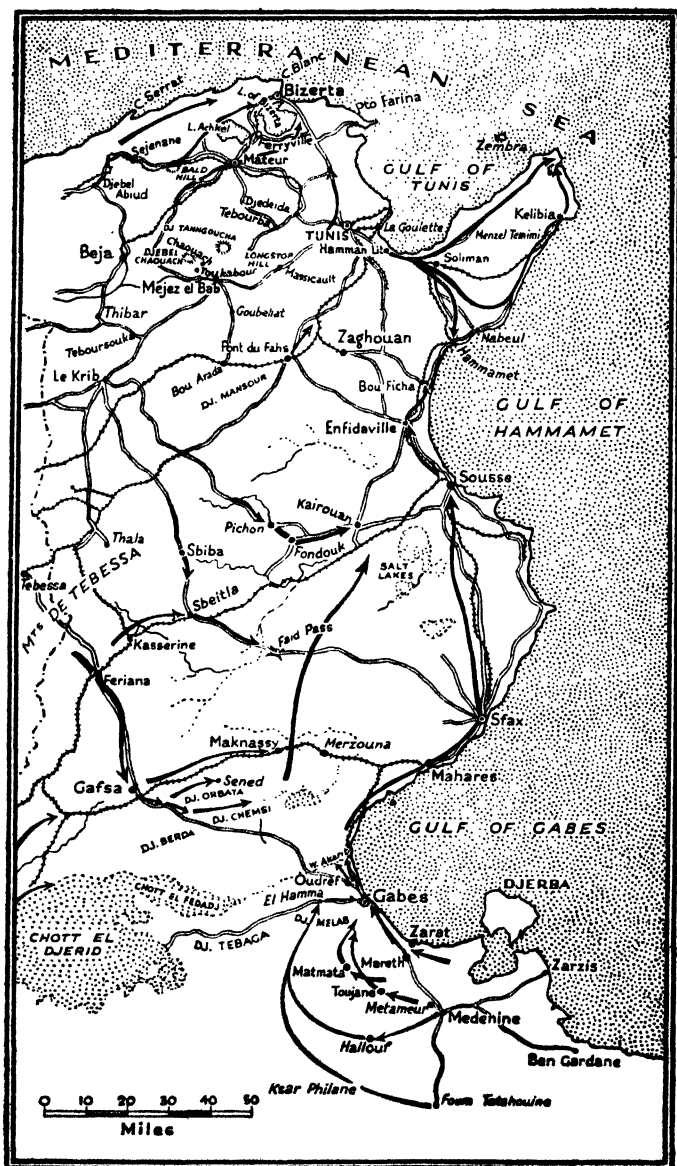 MEDITERRANEAN SEA
C. Serrat
C. Blanc
L. of Bizerta
Bizerta
Pto Farina
L. Achkel
Ferryville
Sejenane
Mateur
BALD HILL
Djebel Abiud
GULF OF TUNIS
Zembra
Djedeida
Tebourba
Kelibia
DJ TANNGOUCHA
TUNIS
La Goulette
Menzel Temimi
Beja
DJEBEL CHAOUACH
Chaouach
LONGSTOP HILL
Hamman Lite
Soliman
Toukabour
Massicault
Mejez el Bab
Thibar
Goubellat
Teboursouk
Pont du Fahs
Zaghouan
Nabeul
Hammamet
Le Krib
Bou Arada
DJ. MANSOUR
Bou Ficha
GULF OF HAMMAMET
Enfidaville
Sousse
Kairouan
Pichon
Fondouk
Thala
Sbiba
SALT LAKES
Tebessa
MTS DE TEBESSA
Sbeitla
Faid Pass
Kasserine
Feriana
Sfax
Maknassy
Merzouna
Mahares
Gafsa
Sened
DJ. ORBATA
DJ. CHEMSI
DJ. BERDA
GULF OF GABES
W. Akarit
Oudref
CHOTT EL FEDADJ
El Hamma
Gabes
DJERBA
CHOTT EL DJERID
DJ. TEBAGA
DJ. MELAB
Zarat
Zarzis
Matmata
Mareth
Toujane
Metameur
Medenine
Hallouf
Ben Gardane
Ksar Philane
Foum Tatahouine
0 10 20 30 40 50
Miles